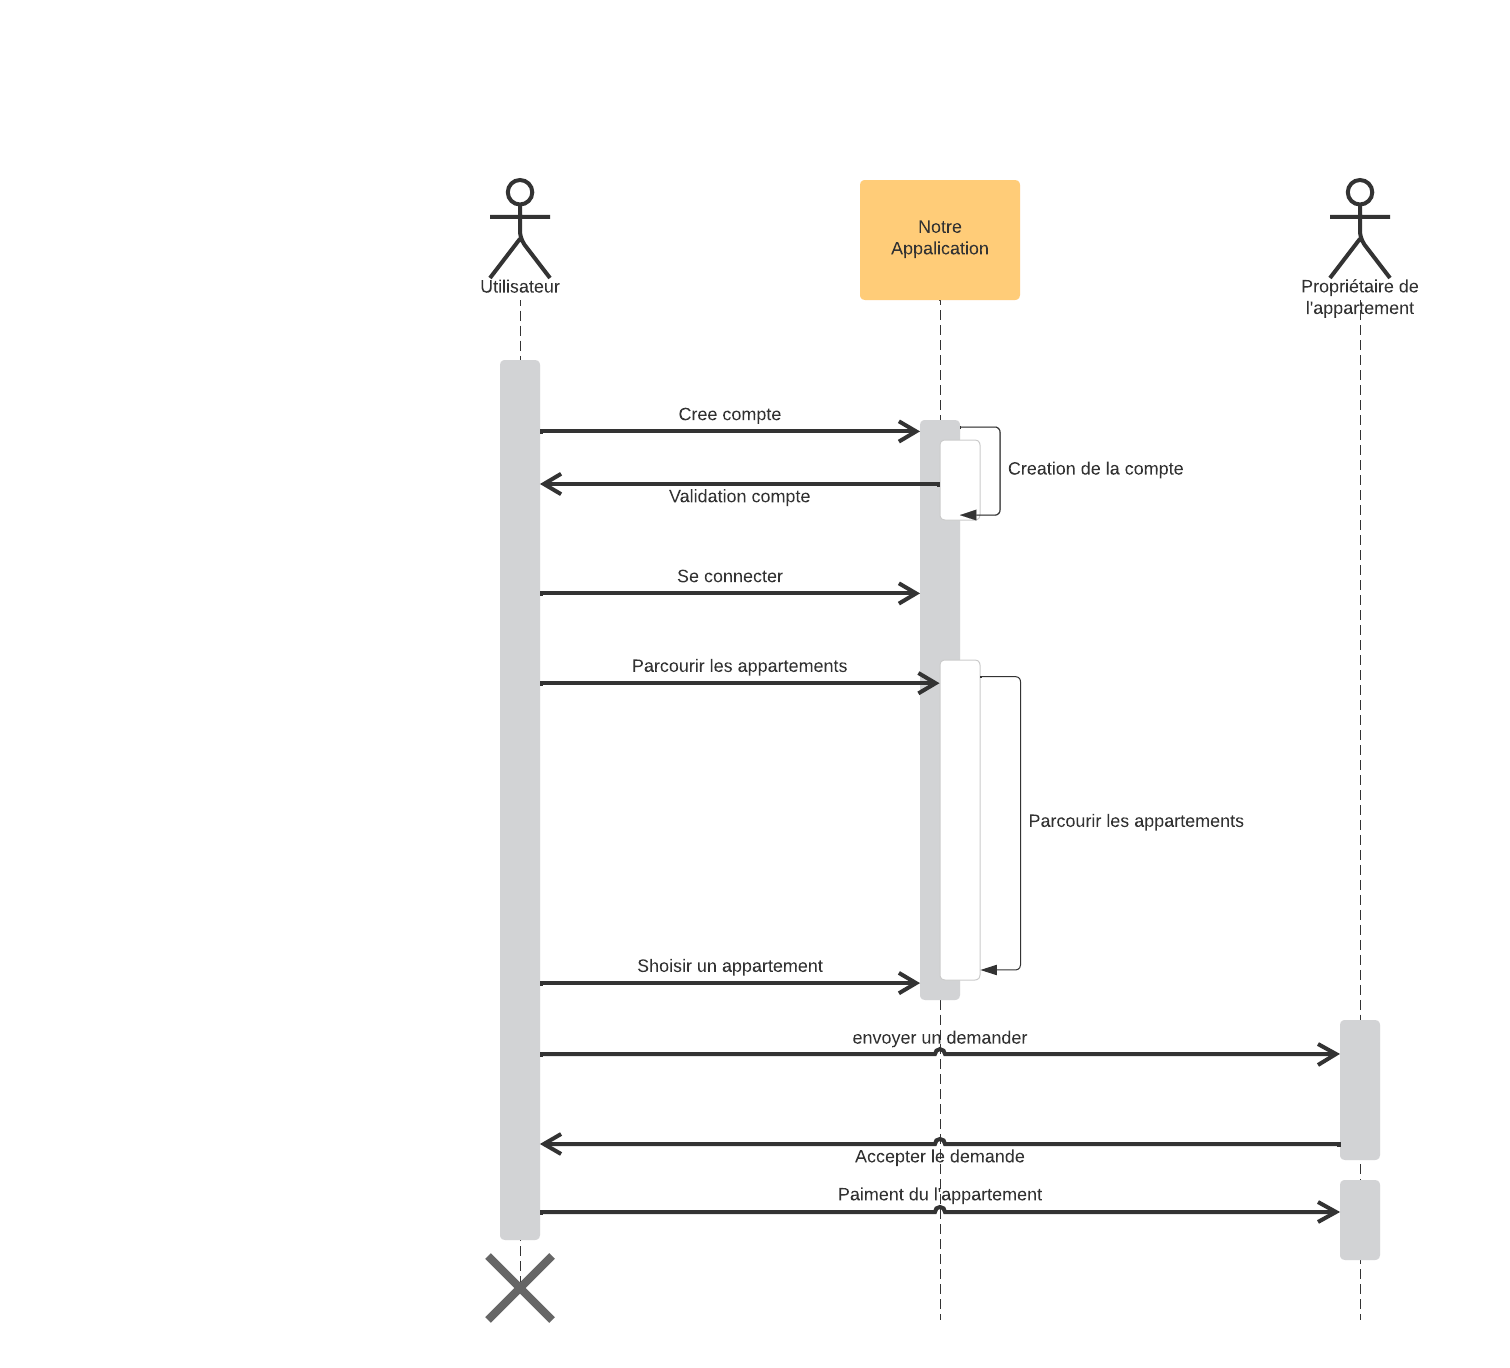 Utilisateur
Notre
Appalication
Propriétaire de
l'appartement
Cree compte
Creation de la compte
Validation compte
Se connecter
Parcourir les appartements
Parcourir les appartements
Shoisir un appartement
envoyer un demander
Accepter le demande
Paiment du l'appartement